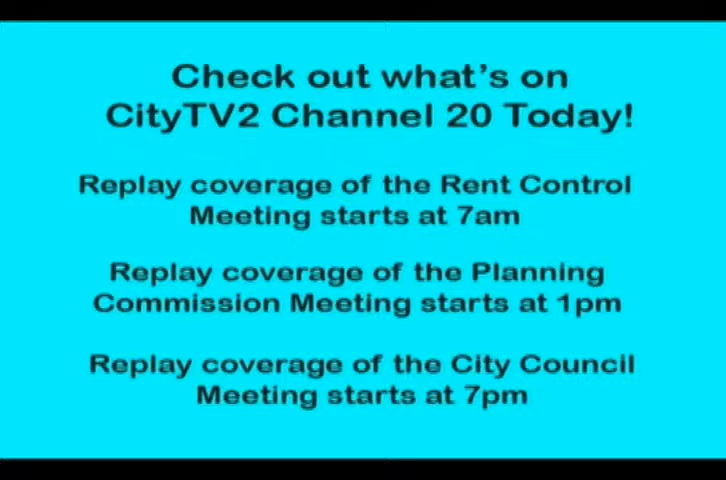 Check out what's on
CityTV2 Channel 20 Today!
Replay coverage of the Rent Control
Meeting starts at 7am
Replay coverage of the Planning
Commission Meeting starts at 1pm
Replay coverage of the City Council
Meeting starts at 7pm